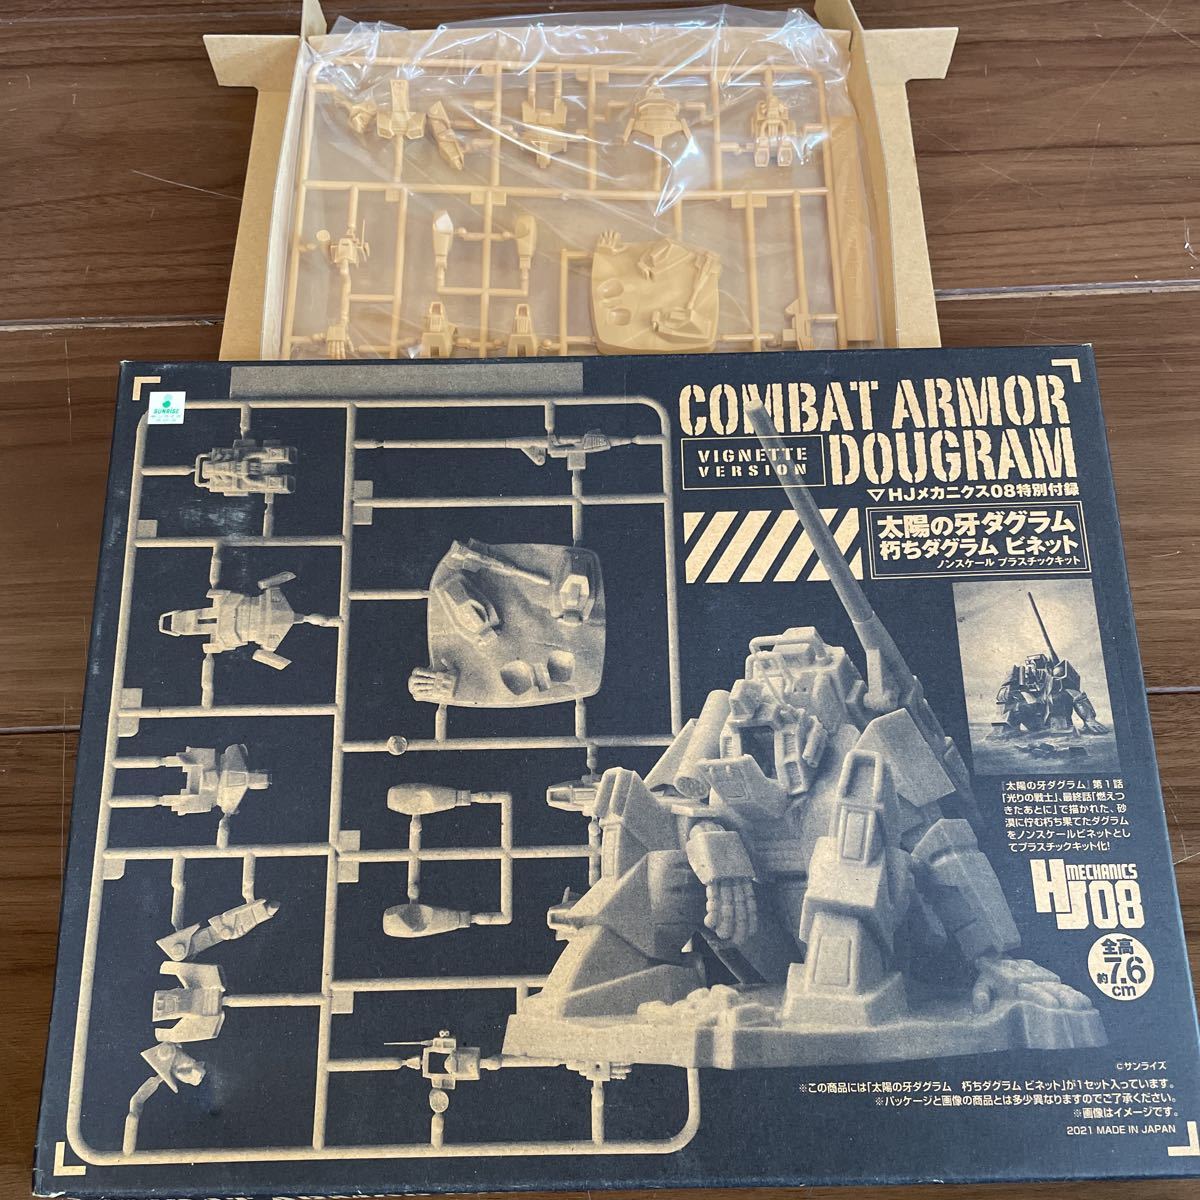 SUNRISE
COMBAT ARMOR
DOUGRAM
VIGNETTE
VERSION
▽HJメカニクス08特別付録
太陽の牙ダグラム
朽ちダグラム ビネット
ノンスケール プラスチックキット
『太陽の牙ダグラム』第1話
「光りの戦士」、最終話「燃えつ
きたあとに」で描かれた、砂
漠に佇む朽ち果てたダグラム
をノンスケールビネットとし
てプラスチックキット化!
HJ MECHANICS 08
全高
約7.6
cm
©サンライズ
※この商品には「太陽の牙ダグラム 朽ちダグラム ビネット」が1セット入っています。
※パッケージと画像の商品とは多少異なりますのでご了承ください。
※画像はイメージです。
2021 MADE IN JAPAN